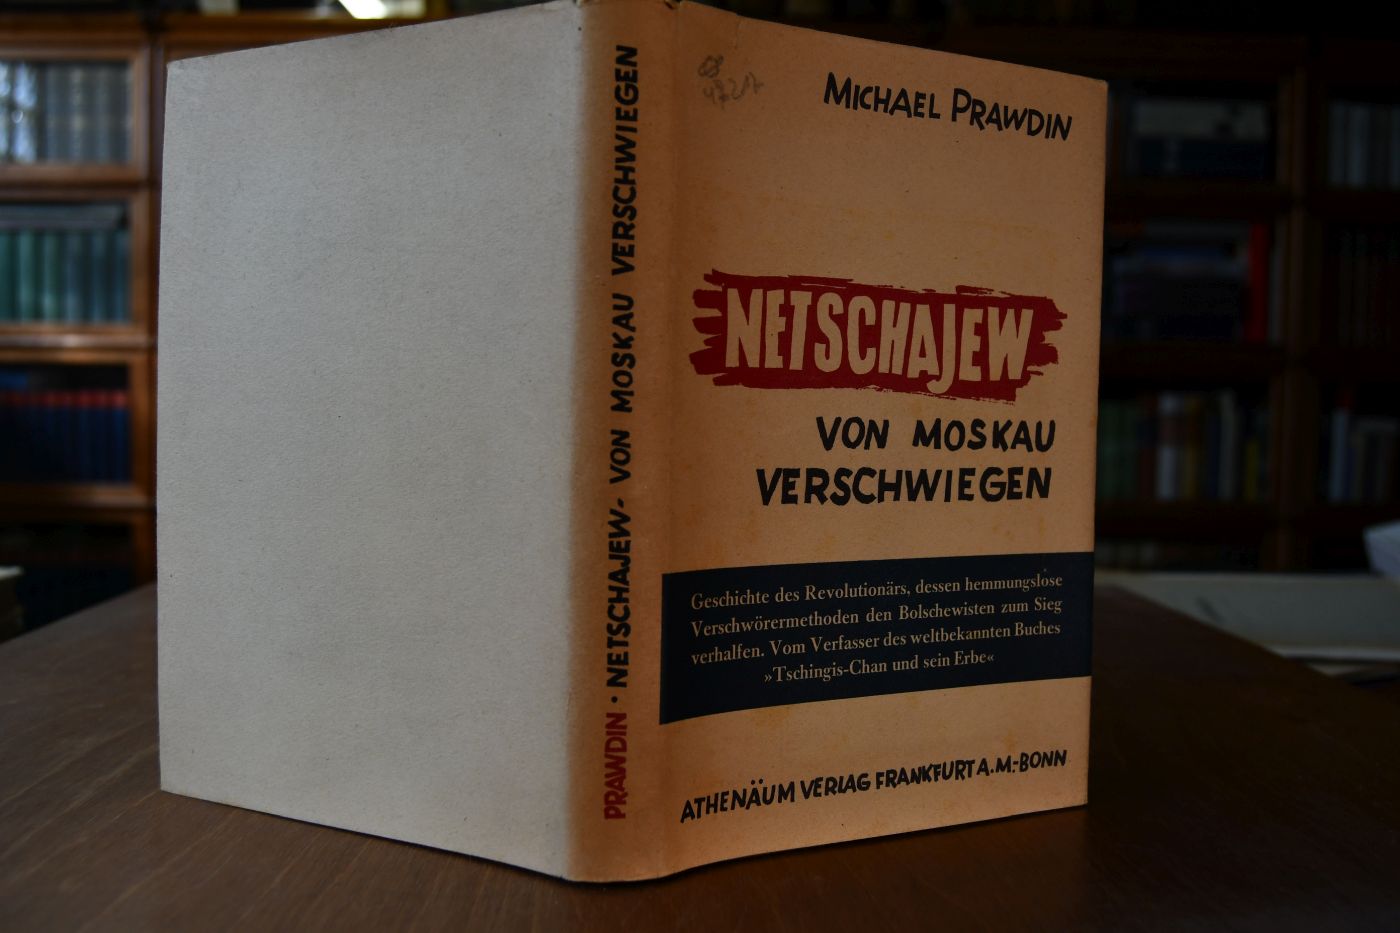 PRAWDIN · NETSCHAJEW - VON MOSKAU VERSCHWIEGEN
MICHAEL PRAWDIN
NETSCHAJEW
VON MOSKAU
VERSCHWIEGEN
Geschichte des Revolutionärs, dessen hemmungslose
Verschwörermethoden den Bolschewisten zum Sieg
verhalfen. Vom Verfasser des weltbekannten Buches
»Tschingis-Chan und sein Erbe«
ATHENÄUM VERLAG FRANKFURT A.M.-BONN